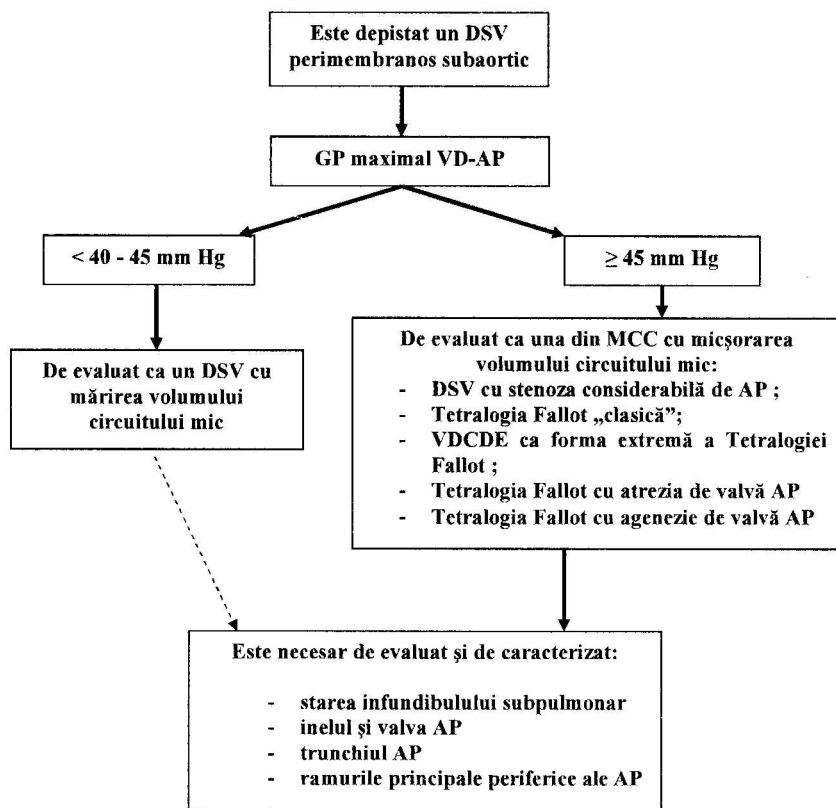 Este depistat un DSV
perimembranos subaortic
GP maximal VD-AP
< 40 - 45 mm Hg
≥ 45 mm Hg
De evaluat ca un DSV cu
mărirea volumului
circuitului mic
De evaluat ca una din MCC cu micșorarea
volumului circuitului mic:
- DSV cu stenoza considerabilă de AP ;
- Tetralogia Fallot „clasică”;
- VDCDE ca forma extremă a Tetralogiei
Fallot ;
- Tetralogia Fallot cu atrezia de valvă AP
- Tetralogia Fallot cu agenezie de valvă AP
Este necesar de evaluat și de caracterizat:
- starea infundibulului subpulmonar
- inelul și valva AP
- trunchiul AP
- ramurile principale periferice ale AP